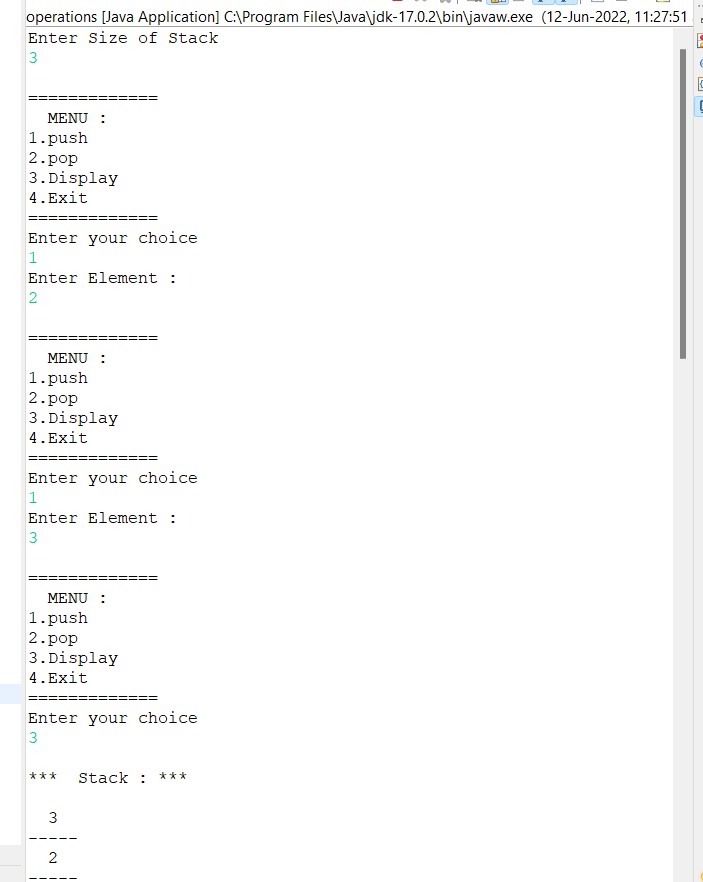 operations [Java Application] C:\Program Files\Java\jdk-17.0.2\bin\javaw.exe (12-Jun-2022, 11:27:51
Enter Size of Stack
3

=============
  MENU :
1.push
2.pop
3.Display
4.Exit
=============
Enter your choice
1
Enter Element :
2

=============
  MENU :
1.push
2.pop
3.Display
4.Exit
=============
Enter your choice
1
Enter Element :
3

=============
  MENU :
1.push
2.pop
3.Display
4.Exit
=============
Enter your choice
3

***  Stack : ***

  3
-----
  2
-----